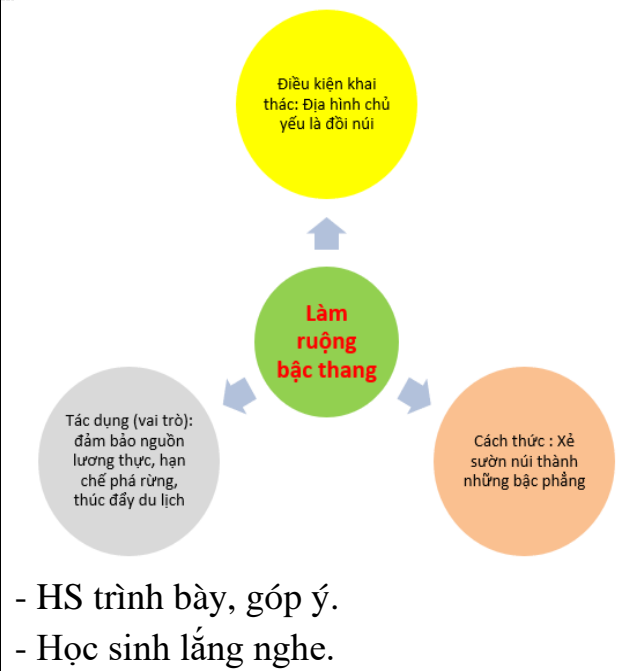 Điều kiện khai
thác: Địa hình chủ
yếu là đồi núi
Làm
ruộng
bậc thang
Tác dụng (vai trò):
đảm bảo nguồn
lương thực, hạn
chế phá rừng,
thúc đẩy du lịch
Cách thức : Xẻ
sườn núi thành
những bậc phẳng
- HS trình bày, góp ý.
- Học sinh lắng nghe.